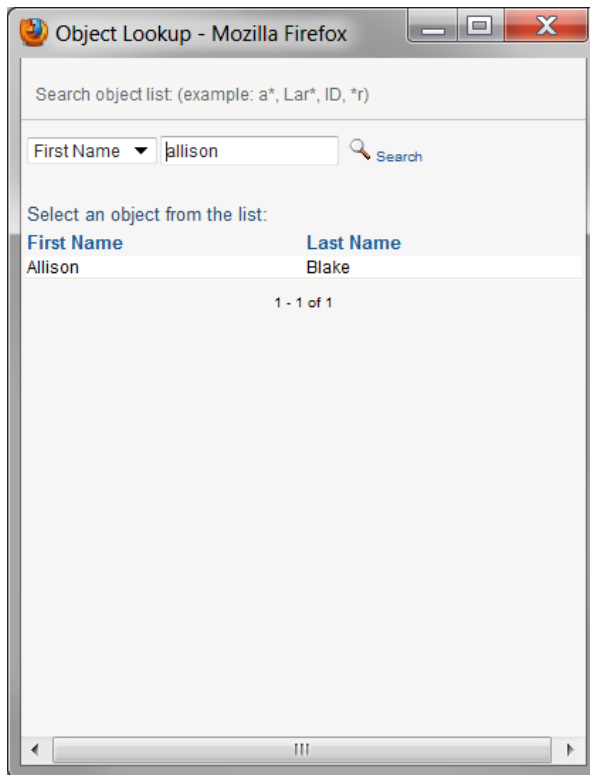 Object Lookup - Mozilla Firefox
Search object list: (example: a*, Lar*, ID, *r)
First Name allison Search
Select an object from the list:
First Name Last Name
Allison Blake
1 - 1 of 1